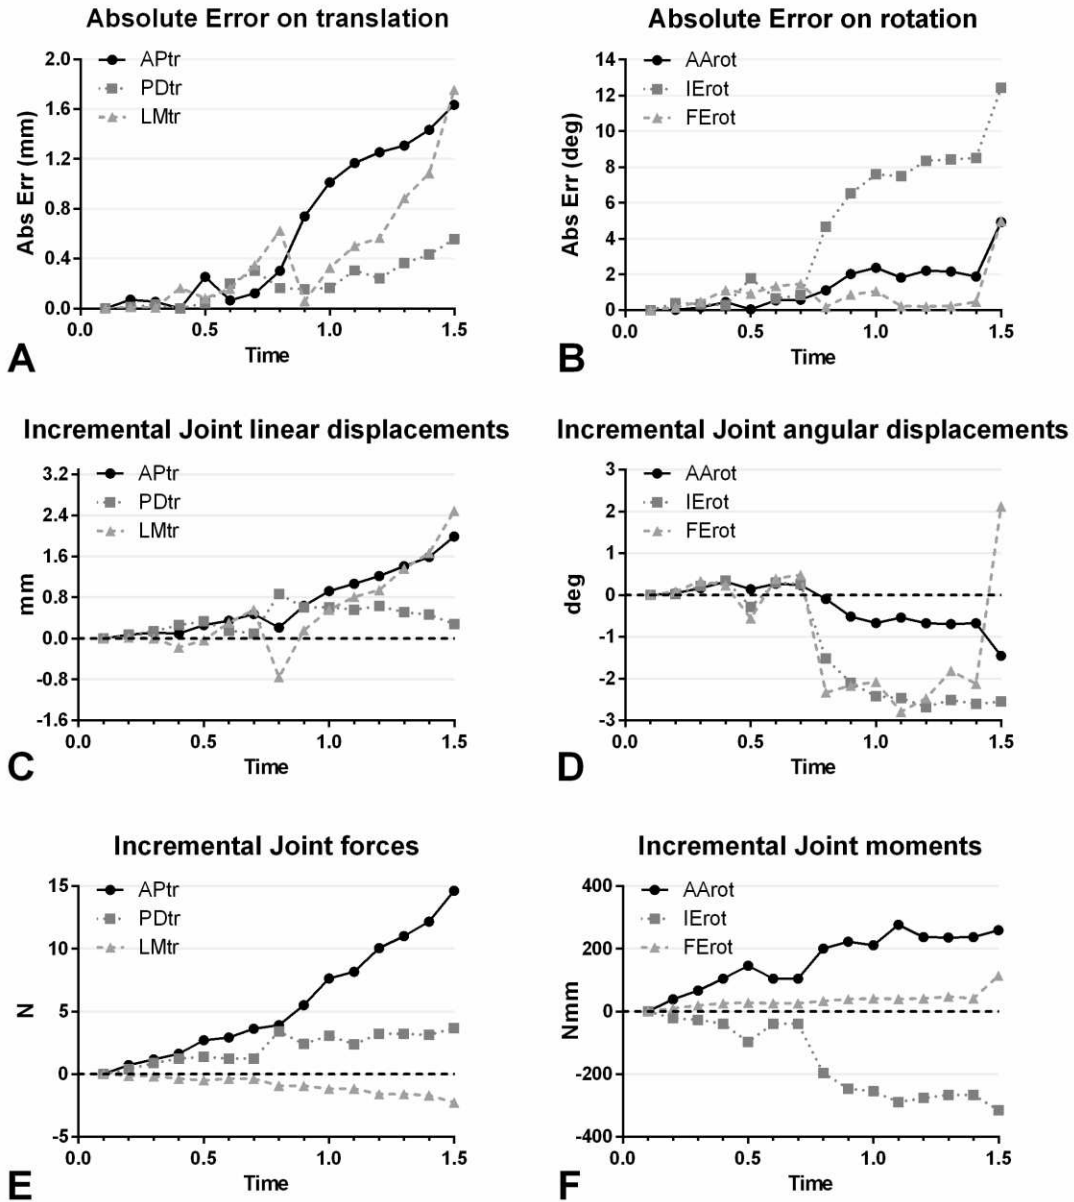 Absolute Error on translation
APtr
PDtr
LMtr
2.0
1.6
1.2
0.8
0.4
0.0
Abs Err (mm)
0.0 0.5 1.0 1.5
Time
A
Absolute Error on rotation
AArot
IErot
FErot
14
12
10
8
6
4
2
0
Abs Err (deg)
0.0 0.5 1.0 1.5
Time
B
Incremental Joint linear displacements
APtr
PDtr
LMtr
3.2
2.4
1.6
0.8
0.0
-0.8
-1.6
mm
0.0 0.5 1.0 1.5
Time
C
Incremental Joint angular displacements
AArot
IErot
FErot
3
2
1
0
-1
-2
-3
deg
0.0 0.5 1.0 1.5
Time
D
Incremental Joint forces
APtr
PDtr
LMtr
15
10
5
0
-5
N
0.0 0.5 1.0 1.5
Time
E
Incremental Joint moments
AArot
IErot
FErot
400
200
0
-200
-400
Nmm
0.0 0.5 1.0 1.5
Time
F